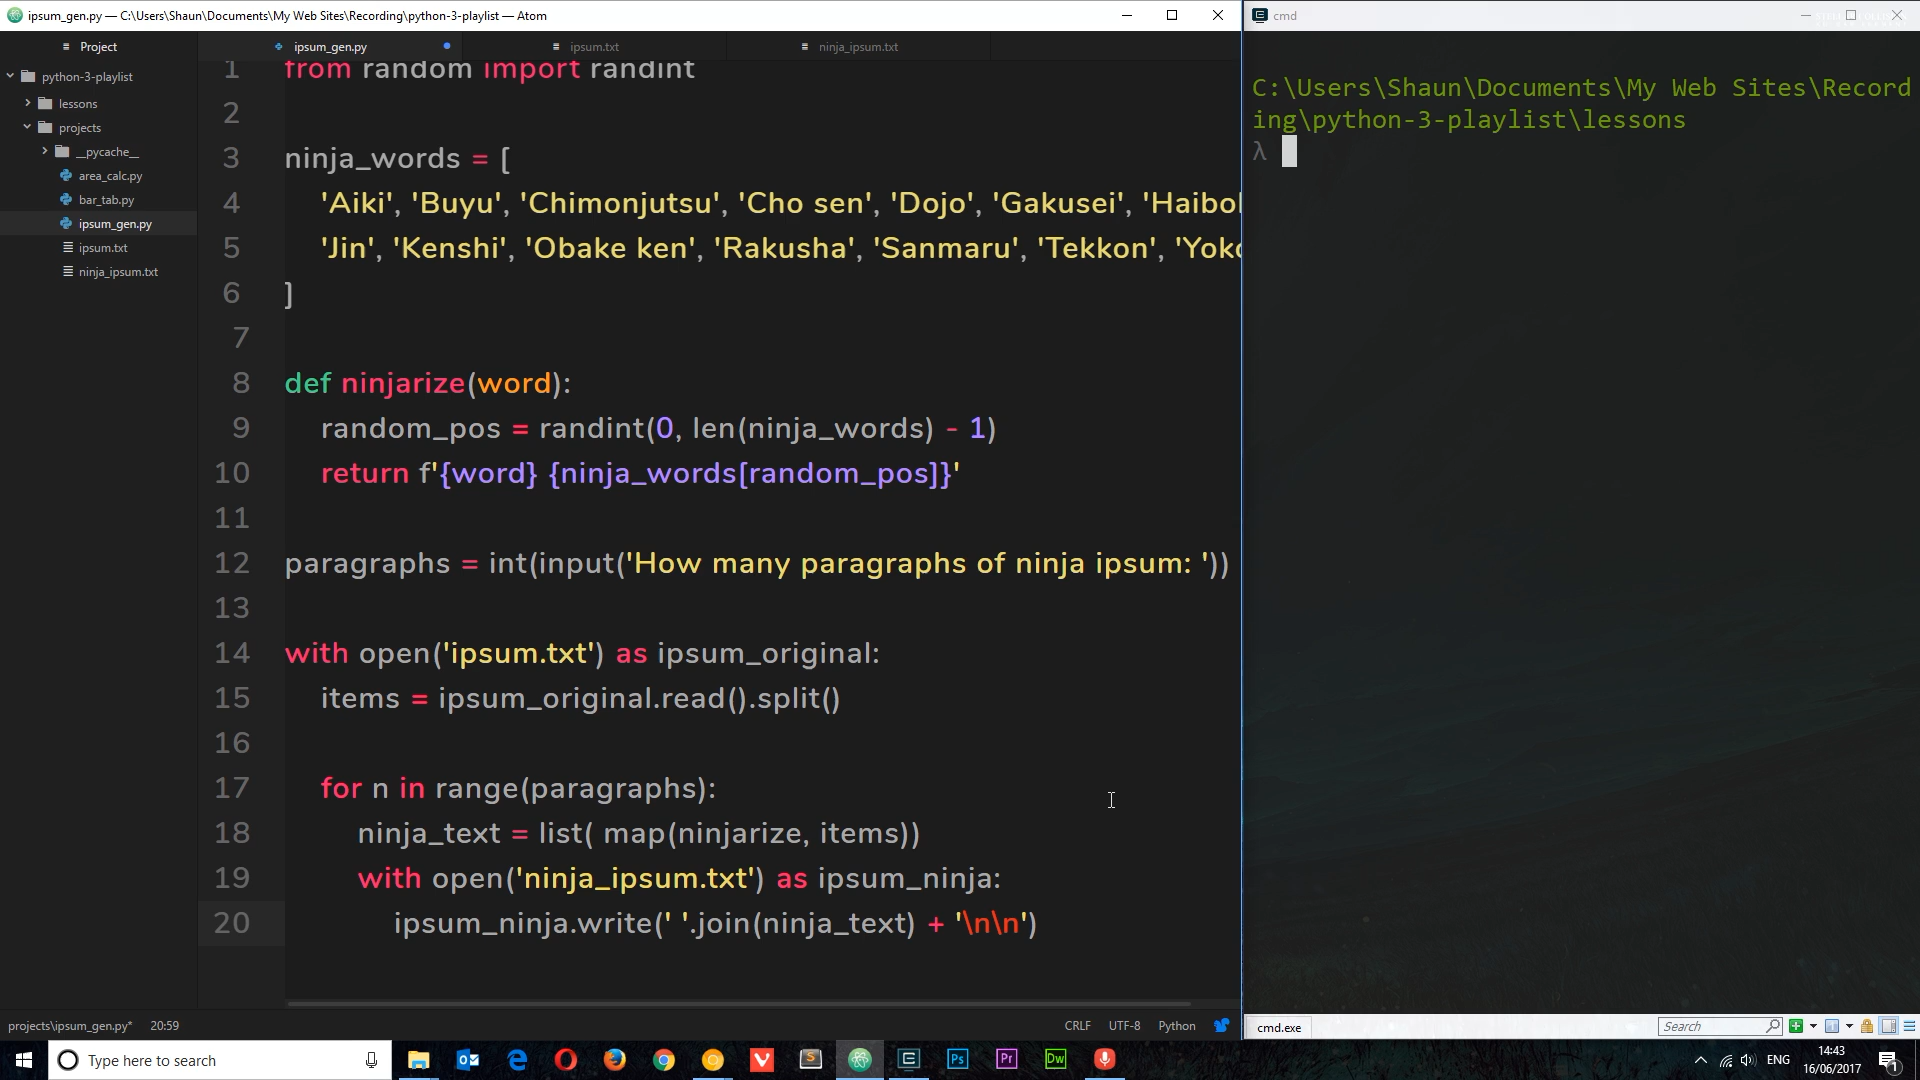 ipsum_gen.py — C:\Users\Shaun\Documents\My Web Sites\Recording\python-3-playlist — Atom
Project
python-3-playlist
lessons
projects
__pycache__
area_calc.py
bar_tab.py
ipsum_gen.py
ipsum.txt
ninja_ipsum.txt
ipsum_gen.py
ipsum.txt
ninja_ipsum.txt
1 from random import randint
2
3 ninja_words = [
4 'Aiki', 'Buyu', 'Chimonjutsu', 'Cho sen', 'Dojo', 'Gakusei', 'Haibo
5 'Jin', 'Kenshi', 'Obake ken', 'Rakusha', 'Sanmaru', 'Tekkon', 'Yoko
6 ]
7
8 def ninjarize(word):
9 random_pos = randint(0, len(ninja_words) - 1)
10 return f'{word} {ninja_words[random_pos]}'
11
12 paragraphs = int(input('How many paragraphs of ninja ipsum: '))
13
14 with open('ipsum.txt') as ipsum_original:
15 items = ipsum_original.read().split()
16
17 for n in range(paragraphs):
18 ninja_text = list( map(ninjarize, items))
19 with open('ninja_ipsum.txt') as ipsum_ninja:
20 ipsum_ninja.write(' '.join(ninja_text) + '\n\n')
projects\ipsum_gen.py* 20:59
CRLF UTF-8 Python
cmd
C:\Users\Shaun\Documents\My Web Sites\Record
ing\python-3-playlist\lessons
λ
cmd.exe
Search
Type here to search
Ps
Pr
Dw
ENG
14:43
16/06/2017
1